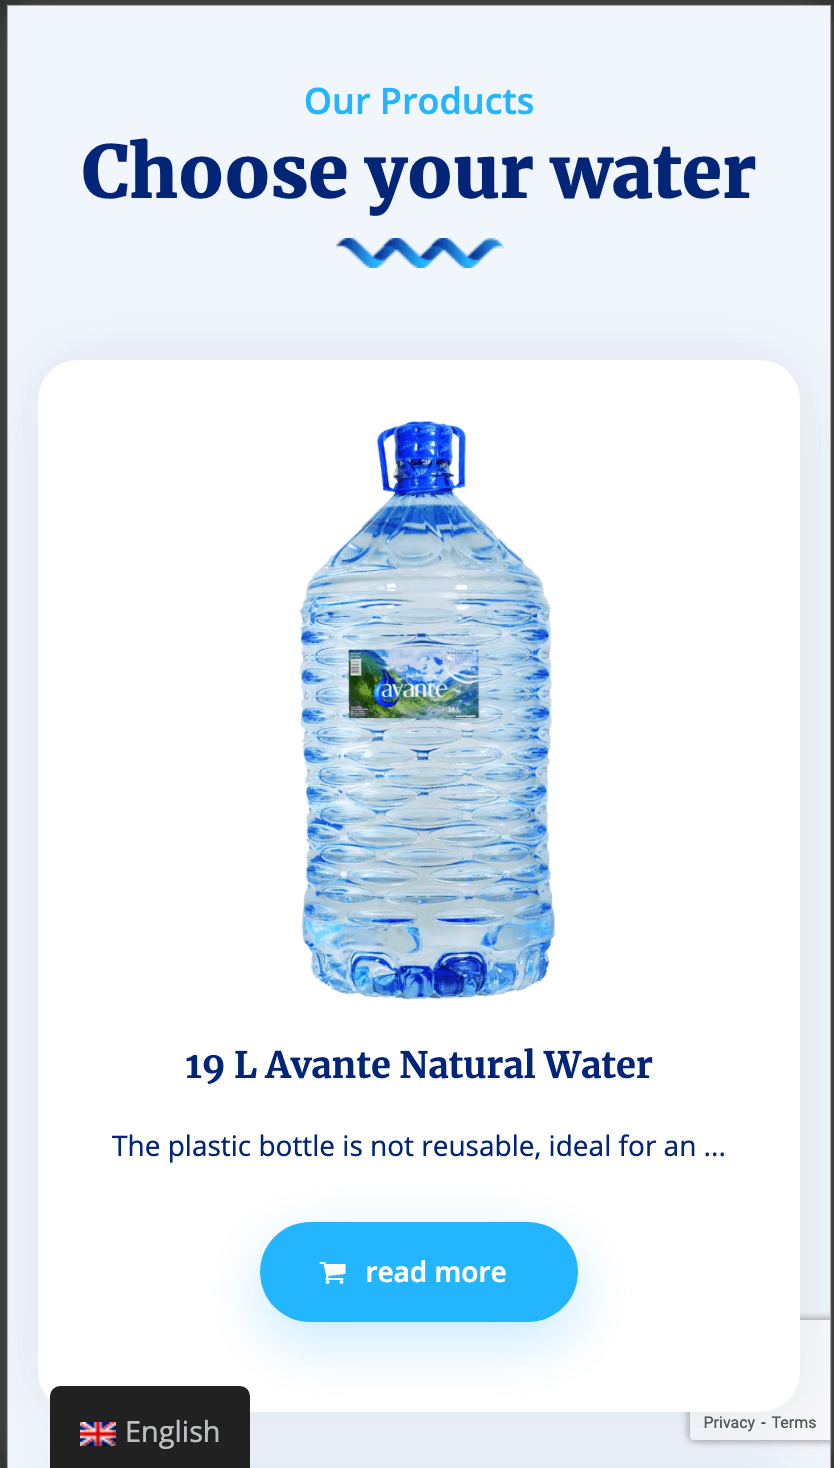 Our Products
Choose your water
avante
19 L
19 L Avante Natural Water
The plastic bottle is not reusable, ideal for an ...
read more
English
Privacy - Terms